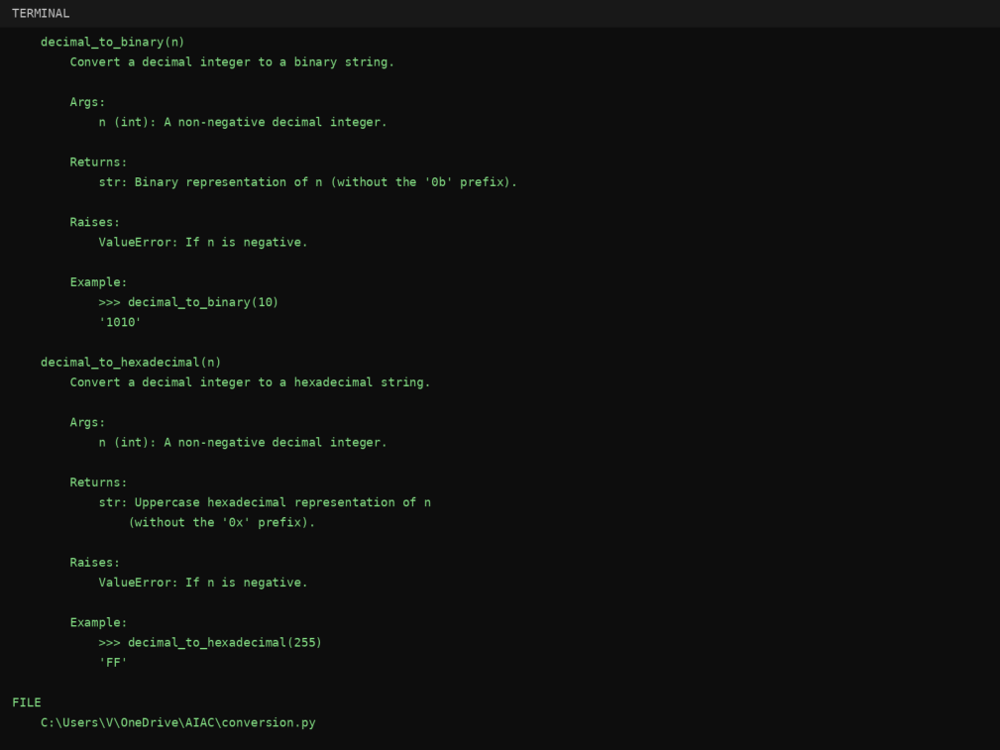 TERMINAL
decimal_to_binary(n)
Convert a decimal integer to a binary string.
Args:
n (int): A non-negative decimal integer.
Returns:
str: Binary representation of n (without the '0b' prefix).
Raises:
ValueError: If n is negative.
Example:
>>> decimal_to_binary(10)
'1010'
decimal_to_hexadecimal(n)
Convert a decimal integer to a hexadecimal string.
Args:
n (int): A non-negative decimal integer.
Returns:
str: Uppercase hexadecimal representation of n
(without the '0x' prefix).
Raises:
ValueError: If n is negative.
Example:
>>> decimal_to_hexadecimal(255)
'FF'
FILE
C:\Users\V\OneDrive\AIAC\conversion.py